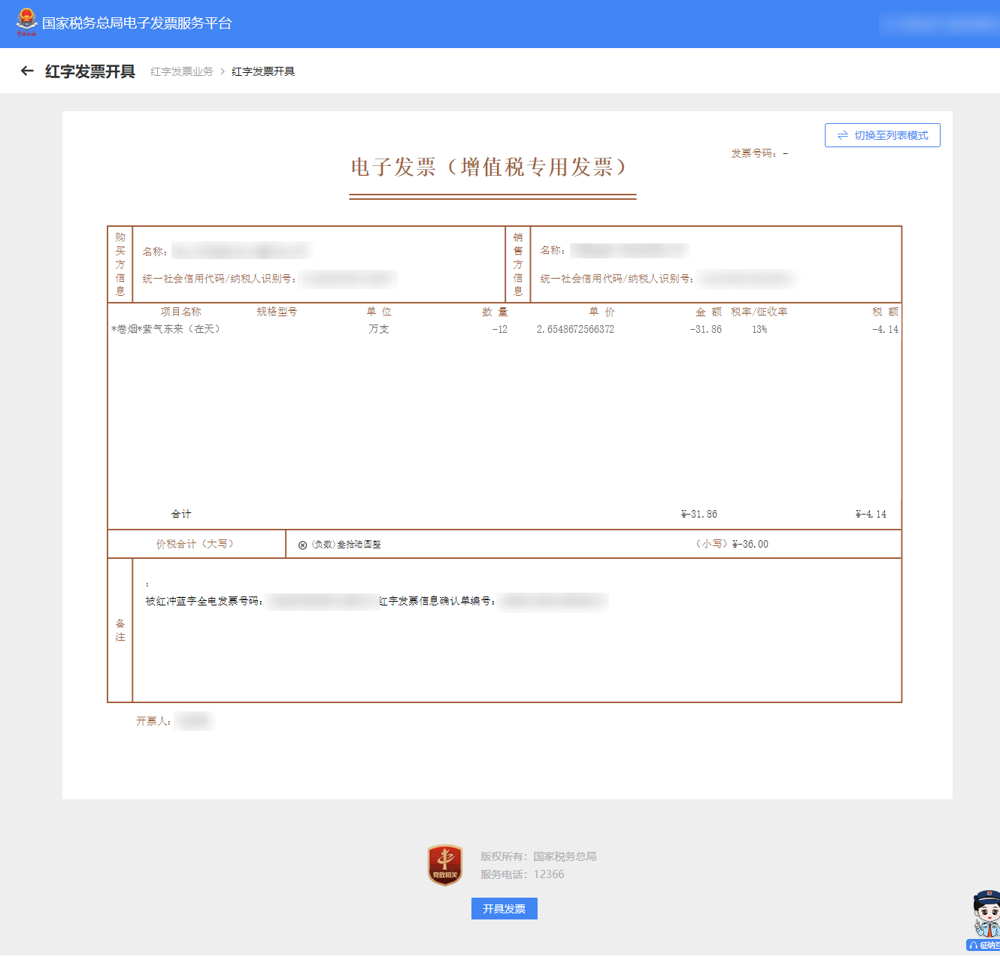 国家税务总局电子发票服务平台
红字发票开具 红字发票业务 > 红字发票开具
切换至列表模式
发票号码：-
电子发票（增值税专用发票）
购买方信息
名称：
统一社会信用代码/纳税人识别号：
销售方信息
名称：
统一社会信用代码/纳税人识别号：
项目名称 规格型号 单 位 数 量 单 价 金 额 税率/征收率 税 额
*卷烟*紫气东来（在天） 万支 -12 2.6548672566372 -31.86 13% -4.14
合计 ¥-31.86 ¥-4.14
价税合计（大写） ⓧ (负数)叁拾陆圆整 （小写）¥-36.00
备注
；
被红冲蓝字全电发票号码： 红字发票信息确认单编号：
开票人：
党政机关
版权所有：国家税务总局
服务电话：12366
开具发票
征纳互